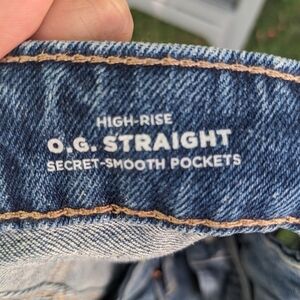 HIGH-RISE
O.G. STRAIGHT
SECRET-SMOOTH POCKETS